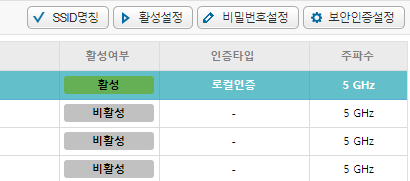 SSID명칭 활성설정 비밀번호설정 보안인증설정
활성여부 인증타입 주파수
활성 로컬인증 5 GHz
비활성 - 5 GHz
비활성 - 5 GHz
비활성 - 5 GHz